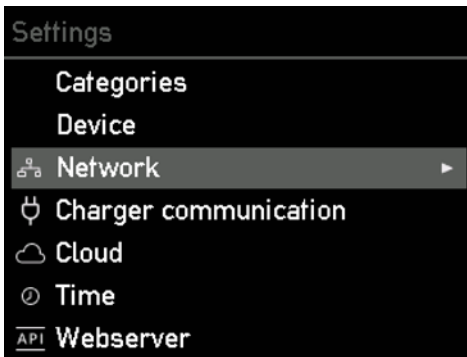 Settings
Categories
Device
Network
Charger communication
Cloud
Time
API Webserver